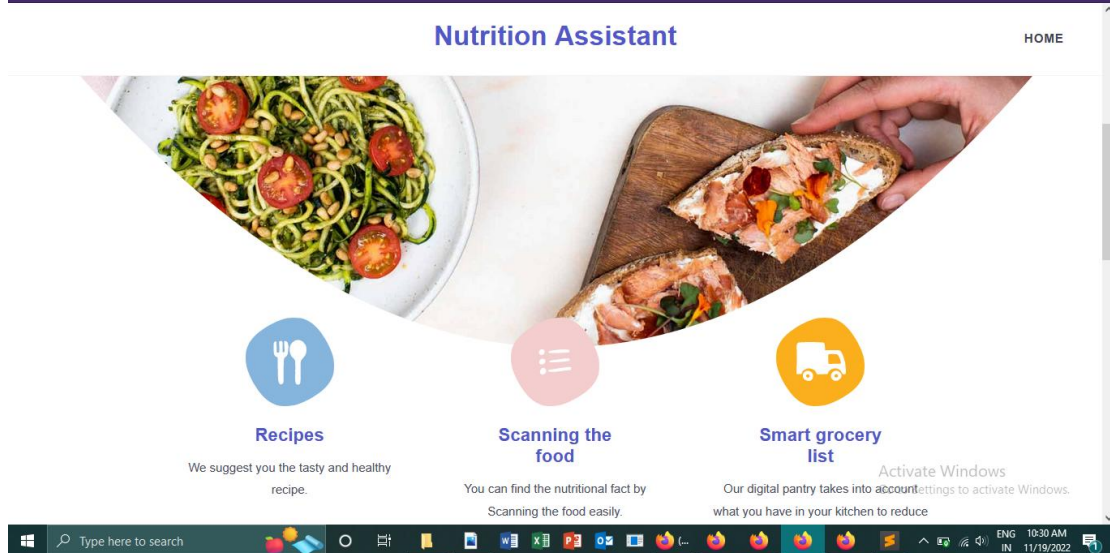 Nutrition Assistant
HOME
Recipes
We suggest you the tasty and healthy
recipe.
Scanning the
food
You can find the nutritional fact by
Scanning the food easily.
Smart grocery
list
Our digital pantry takes into account
what you have in your kitchen to reduce
Activate Windows
Go to Settings to activate Windows.
Type here to search
(...
ENG
IN
10:30 AM
11/19/2022